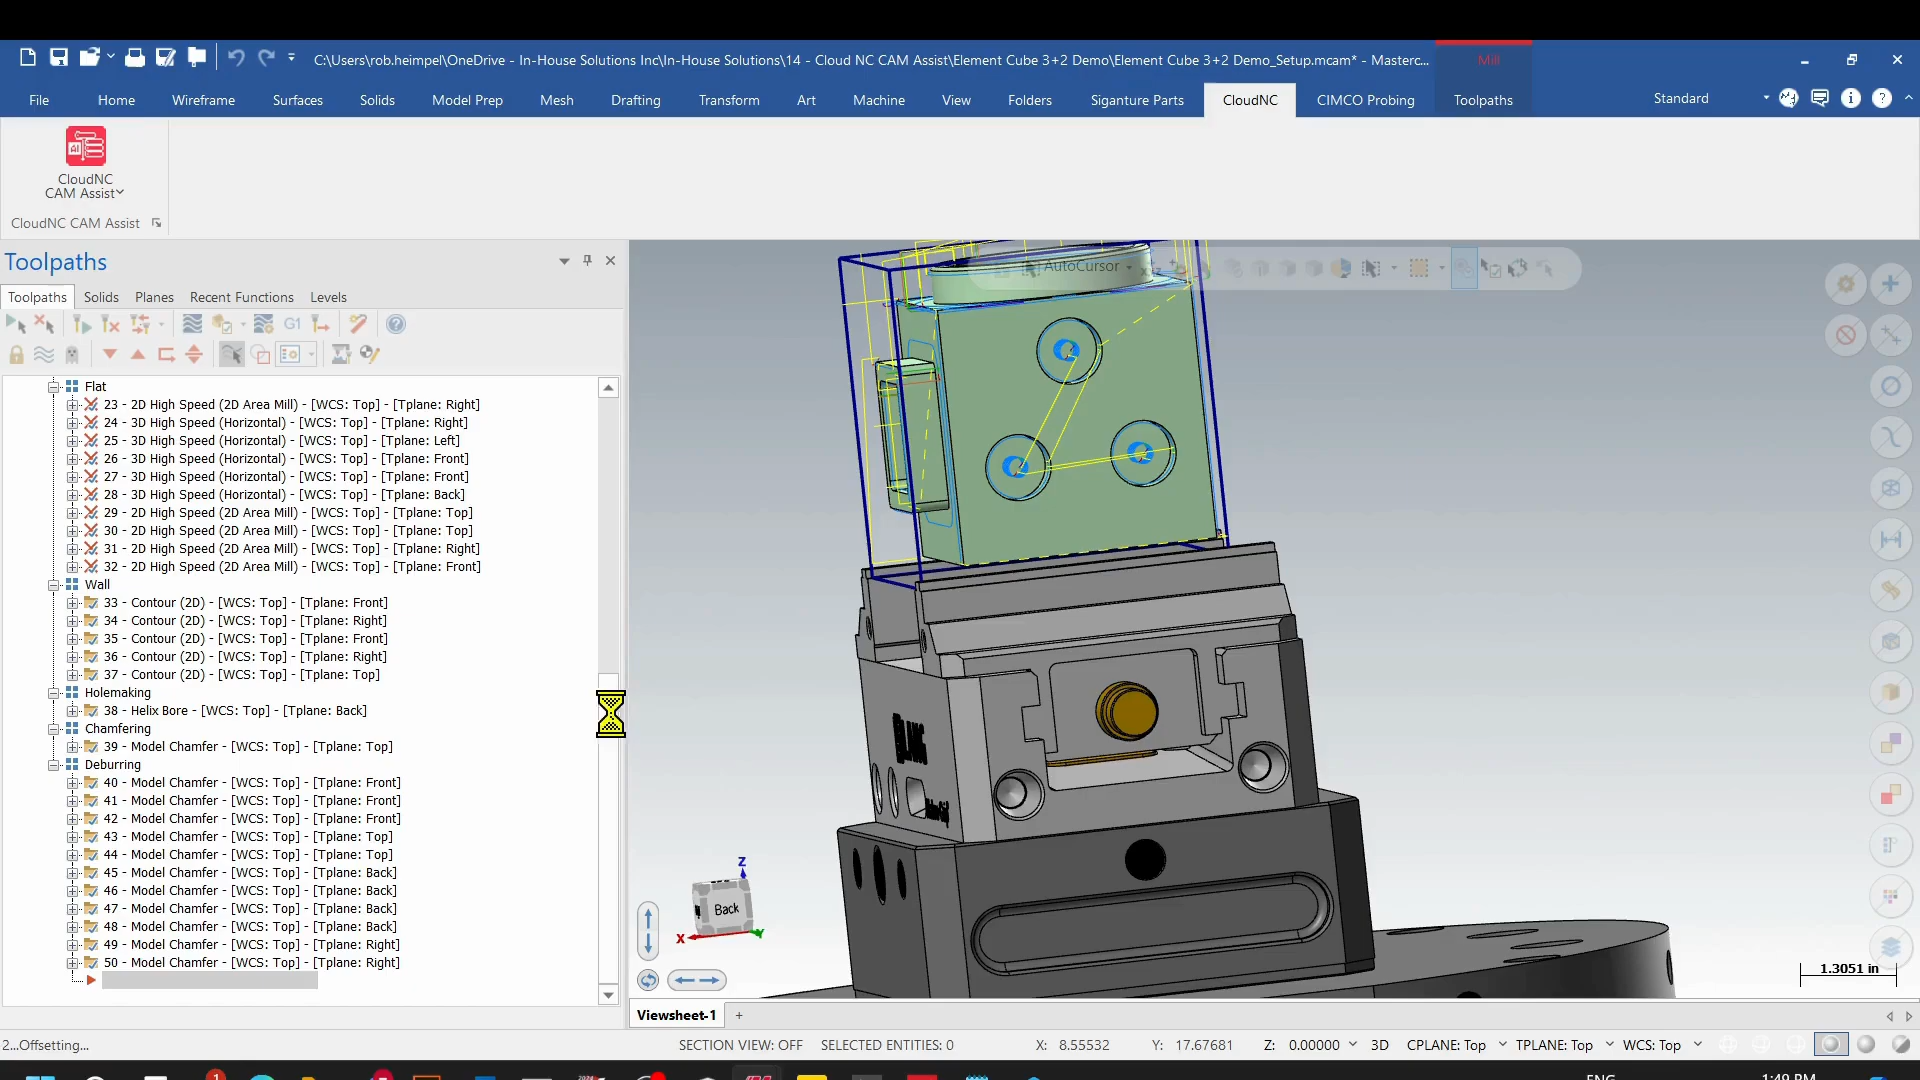 C:\Users\rob.heimpel\OneDrive - In-House Solutions Inc\In-House Solutions\14 - Cloud NC CAM Assist\Element Cube 3+2 Demo\Element Cube 3+2 Demo_Setup.mcam* - Masterc...
Mill
File Home Wireframe Surfaces Solids Model Prep Mesh Drafting Transform Art Machine View Folders Siganture Parts CloudNC CIMCO Probing Toolpaths Standard
AI
CloudNC
CAM Assist
CloudNC CAM Assist
Toolpaths
Toolpaths Solids Planes Recent Functions Levels
AutoCursor
G1
Flat
23 - 2D High Speed (2D Area Mill) - [WCS: Top] - [Tplane: Right]
24 - 3D High Speed (Horizontal) - [WCS: Top] - [Tplane: Right]
25 - 3D High Speed (Horizontal) - [WCS: Top] - [Tplane: Left]
26 - 3D High Speed (Horizontal) - [WCS: Top] - [Tplane: Front]
27 - 3D High Speed (Horizontal) - [WCS: Top] - [Tplane: Front]
28 - 3D High Speed (Horizontal) - [WCS: Top] - [Tplane: Back]
29 - 2D High Speed (2D Area Mill) - [WCS: Top] - [Tplane: Top]
30 - 2D High Speed (2D Area Mill) - [WCS: Top] - [Tplane: Top]
31 - 2D High Speed (2D Area Mill) - [WCS: Top] - [Tplane: Right]
32 - 2D High Speed (2D Area Mill) - [WCS: Top] - [Tplane: Front]
Wall
33 - Contour (2D) - [WCS: Top] - [Tplane: Front]
34 - Contour (2D) - [WCS: Top] - [Tplane: Right]
35 - Contour (2D) - [WCS: Top] - [Tplane: Front]
36 - Contour (2D) - [WCS: Top] - [Tplane: Right]
37 - Contour (2D) - [WCS: Top] - [Tplane: Top]
Holemaking
38 - Helix Bore - [WCS: Top] - [Tplane: Back]
Chamfering
39 - Model Chamfer - [WCS: Top] - [Tplane: Top]
Deburring
40 - Model Chamfer - [WCS: Top] - [Tplane: Front]
41 - Model Chamfer - [WCS: Top] - [Tplane: Front]
42 - Model Chamfer - [WCS: Top] - [Tplane: Front]
43 - Model Chamfer - [WCS: Top] - [Tplane: Top]
44 - Model Chamfer - [WCS: Top] - [Tplane: Top]
45 - Model Chamfer - [WCS: Top] - [Tplane: Back]
46 - Model Chamfer - [WCS: Top] - [Tplane: Back]
47 - Model Chamfer - [WCS: Top] - [Tplane: Back]
48 - Model Chamfer - [WCS: Top] - [Tplane: Back]
49 - Model Chamfer - [WCS: Top] - [Tplane: Right]
50 - Model Chamfer - [WCS: Top] - [Tplane: Right]
Z
Back
X
Y
1.3051 in
Viewsheet-1
2...Offsetting...
SECTION VIEW: OFF SELECTED ENTITIES: 0 X: 8.55532 Y: 17.67681 Z: 0.00000 3D CPLANE: Top TPLANE: Top WCS: Top
ENG
1:49 PM